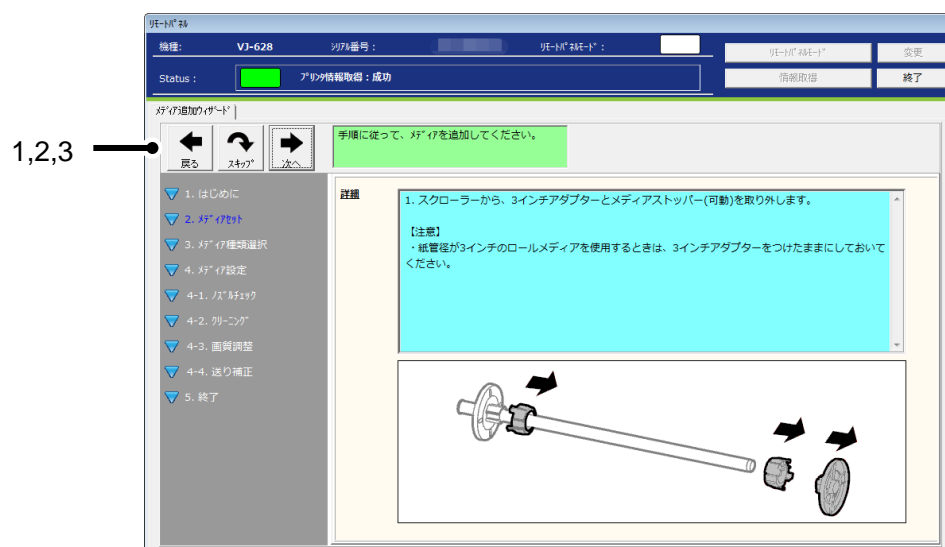 ﾘﾓｰﾄﾊﾟﾈﾙ
機種： VJ-628 ｼﾘｱﾙ番号： ﾘﾓｰﾄﾊﾟﾈﾙﾓｰﾄﾞ： ﾘﾓｰﾄﾊﾟﾈﾙﾓｰﾄﾞ 変更
Status： ﾌﾟﾘﾝﾀ情報取得：成功 情報取得 終了
ﾒﾃﾞｨｱ追加ｳｨｻﾞｰﾄﾞ
1,2,3
戻る ｽｷｯﾌﾟ 次へ
手順に従って、ﾒﾃﾞｨｱを追加してください。
1. はじめに
2. ﾒﾃﾞｨｱｾｯﾄ
3. ﾒﾃﾞｨｱ種類選択
4. ﾒﾃﾞｨｱ設定
4-1. ﾉｽﾞﾙﾁｪｯｸ
4-2. ｸﾘｰﾆﾝｸﾞ
4-3. 画質調整
4-4. 送り補正
5. 終了
詳細
1. スクローラーから、3インチアダプターとメディアストッパー(可動)を取り外します。
【注意】
・紙管径が3インチのロールメディアを使用するときは、3インチアダプターをつけたままにしておいて
ください。